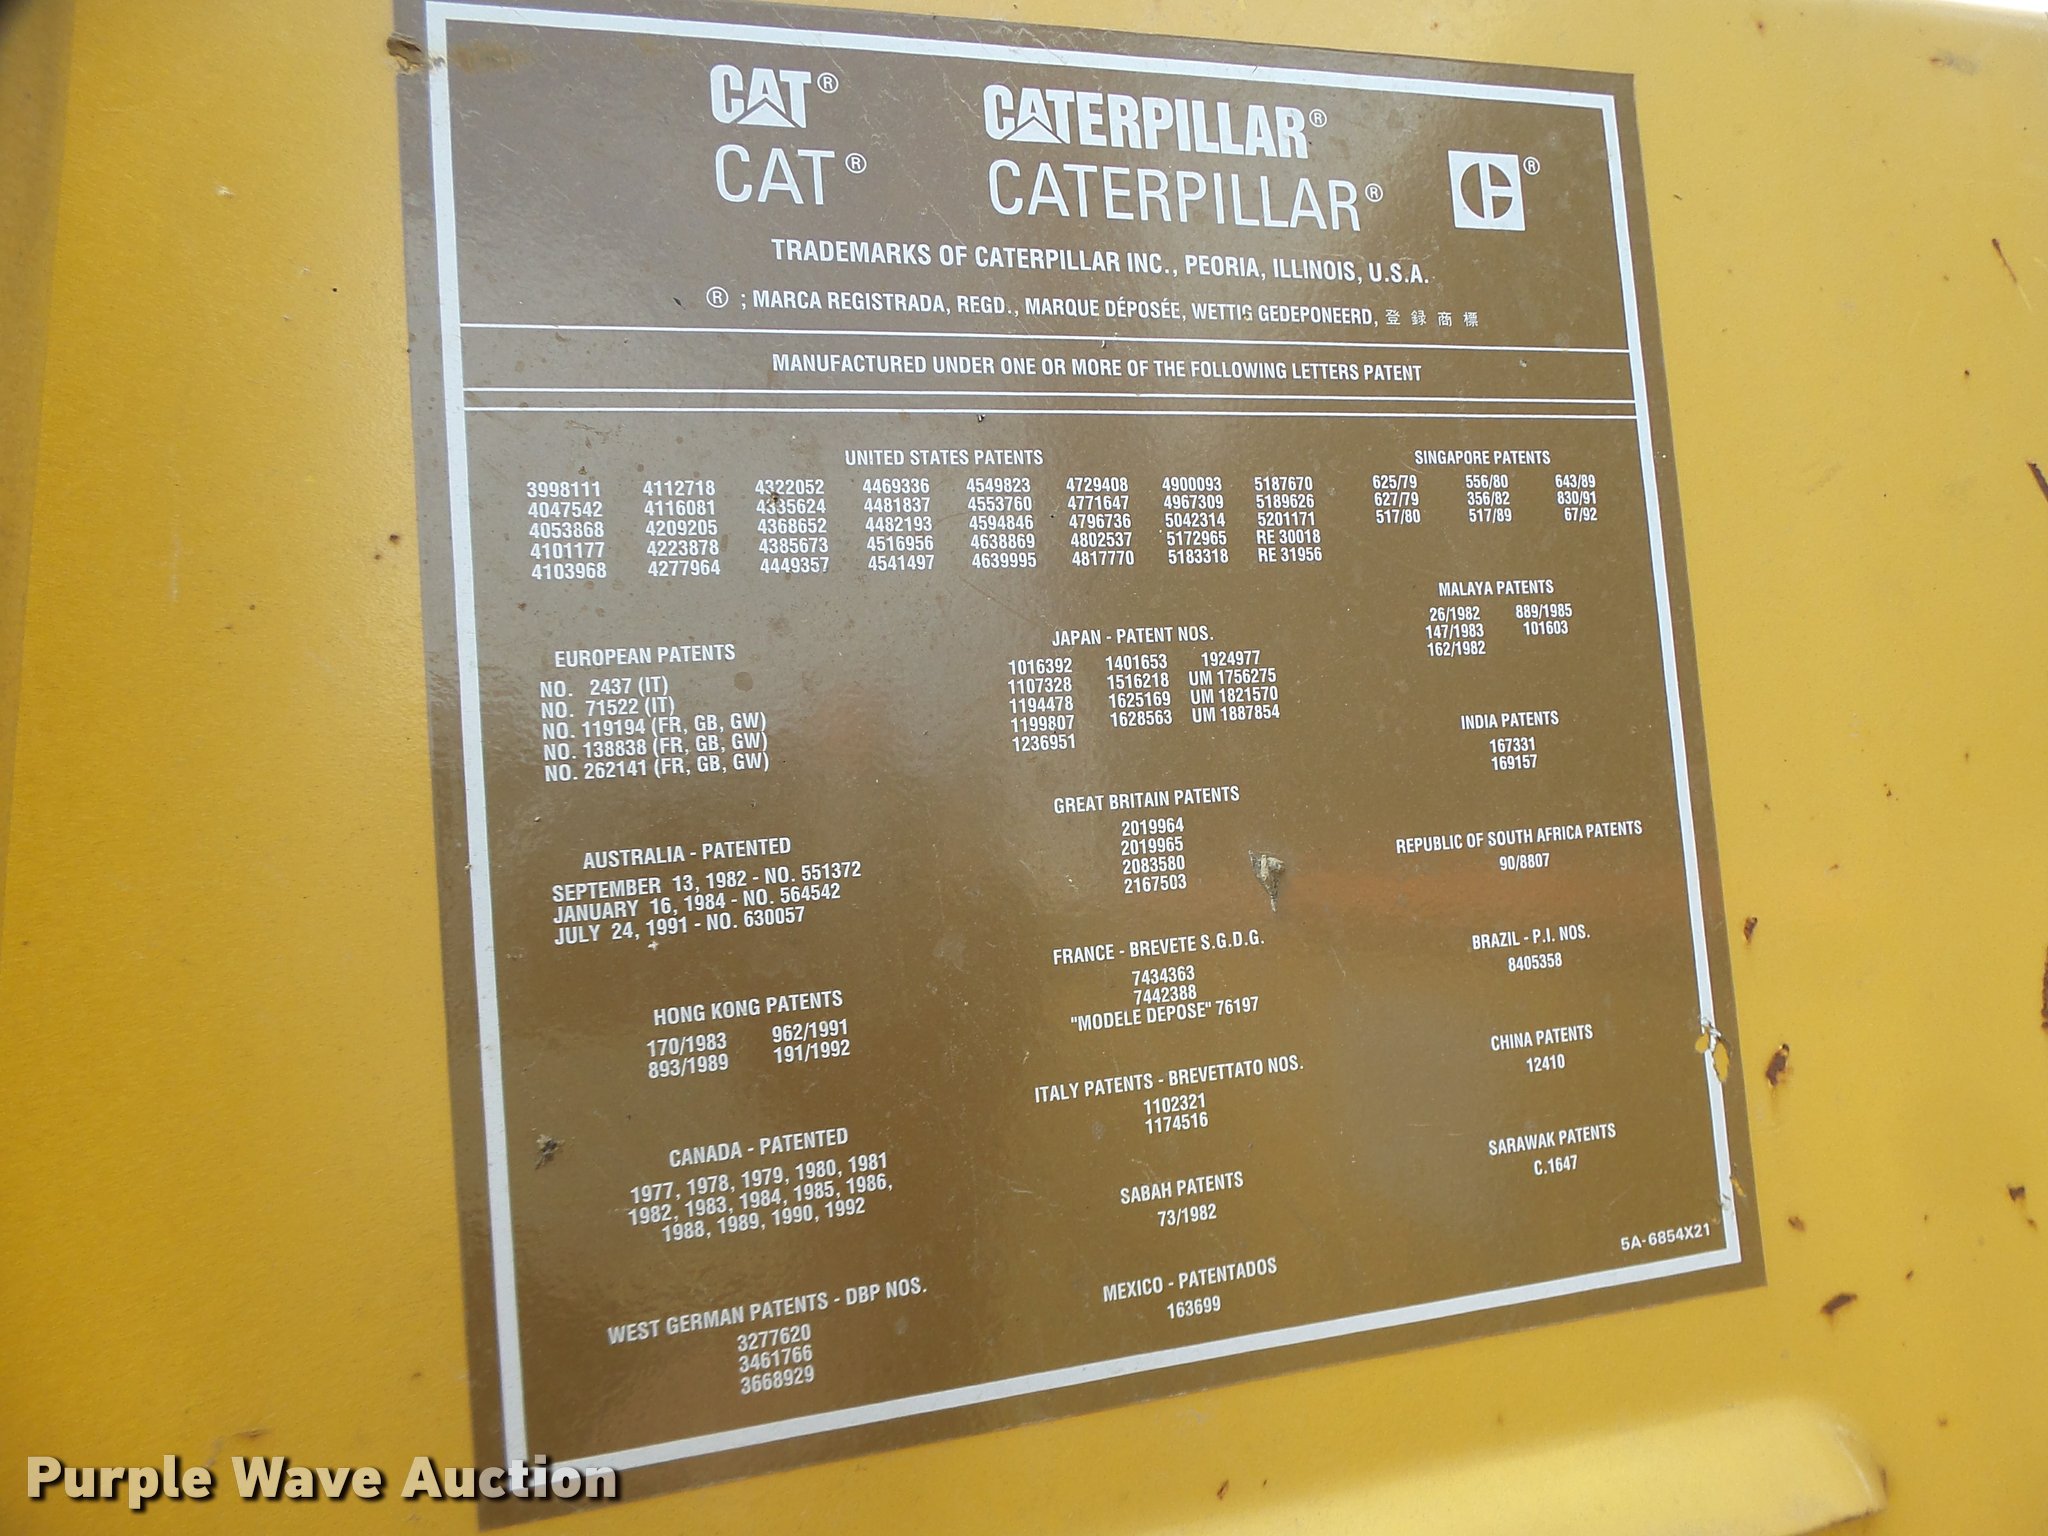 CAT® CATERPILLAR®
CAT® CATERPILLAR® ®
TRADEMARKS OF CATERPILLAR INC., PEORIA, ILLINOIS, U.S.A.
® ; MARCA REGISTRADA, REGD., MARQUE DÉPOSÉE, WETTIG GEDEPONEERD, 登録商標
MANUFACTURED UNDER ONE OR MORE OF THE FOLLOWING LETTERS PATENT
UNITED STATES PATENTS
3998111 4112718 4322052 4469336 4549823 4729408 4900093 5187670
4047542 4116081 4335624 4481837 4553760 4771647 4967309 5189626
4053868 4209205 4368652 4482193 4594846 4796736 5042314 5201171
4101177 4223878 4385673 4516956 4638869 4802537 5172965 RE 30018
4103968 4277964 4449357 4541497 4639995 4817770 5183318 RE 31956
EUROPEAN PATENTS
NO. 2437 (IT)
NO. 71522 (IT)
NO. 119194 (FR, GB, GW)
NO. 138838 (FR, GB, GW)
NO. 262141 (FR, GB, GW)
AUSTRALIA - PATENTED
SEPTEMBER 13, 1982 - NO. 551372
JANUARY 16, 1984 - NO. 564542
JULY 24, 1991 - NO. 630057
HONG KONG PATENTS
170/1983 962/1991
893/1989 191/1992
CANADA - PATENTED
1977, 1978, 1979, 1980, 1981
1982, 1983, 1984, 1985, 1986,
1988, 1989, 1990, 1992
WEST GERMAN PATENTS - DBP NOS.
3277620
3461766
3668929
JAPAN - PATENT NOS.
1016392 1401653 1924977
1107328 1516218 UM 1756275
1194478 1625169 UM 1821570
1199807 1628563 UM 1887854
1236951
GREAT BRITAIN PATENTS
2019964
2019965
2083580
2167503
FRANCE - BREVETE S.G.D.G.
7434363
7442388
"MODELE DEPOSE" 76197
ITALY PATENTS - BREVETTATO NOS.
1102321
1174516
SABAH PATENTS
73/1982
MEXICO - PATENTADOS
163699
SINGAPORE PATENTS
625/79 556/80 643/89
627/79 356/82 830/91
517/80 517/89 67/92
MALAYA PATENTS
26/1982 889/1985
147/1983 101603
162/1982
INDIA PATENTS
167331
169157
REPUBLIC OF SOUTH AFRICA PATENTS
90/8807
BRAZIL - P.I. NOS.
8405358
CHINA PATENTS
12410
SARAWAK PATENTS
C.1647
5A-6854X21
Purple Wave Auction